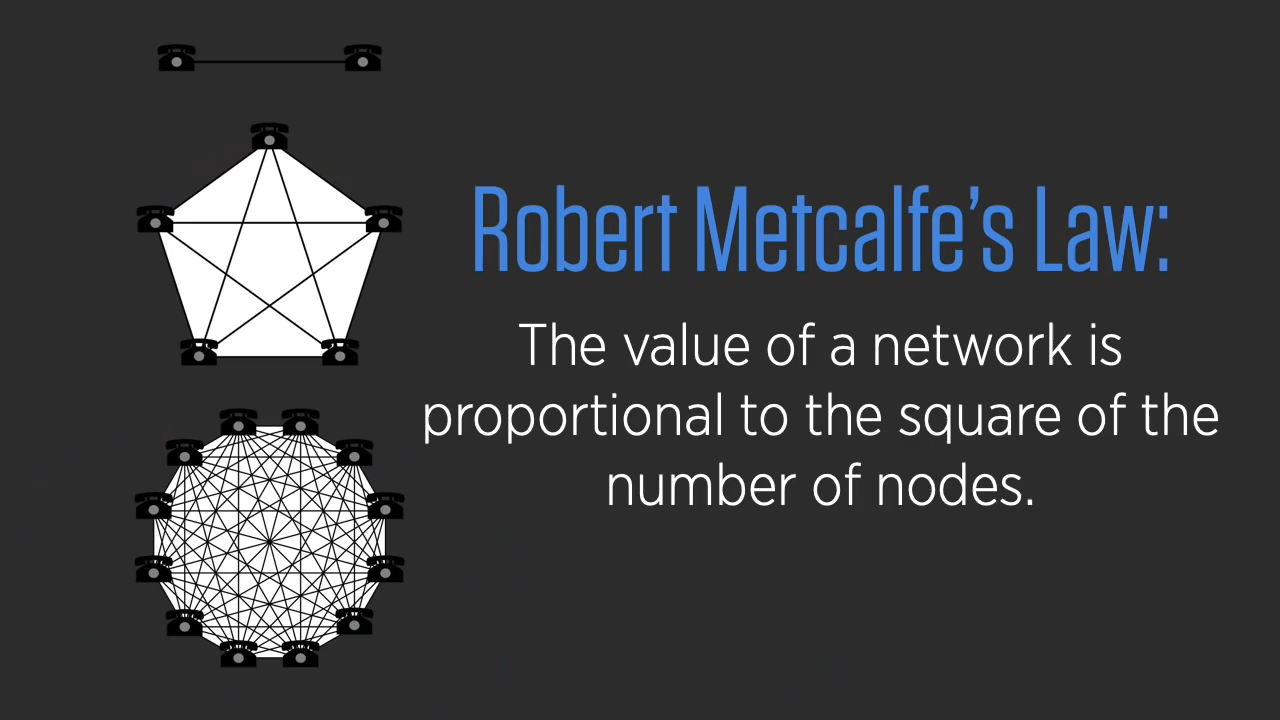 Robert Metcalfe’s Law:
The value of a network is
proportional to the square of the
number of nodes.